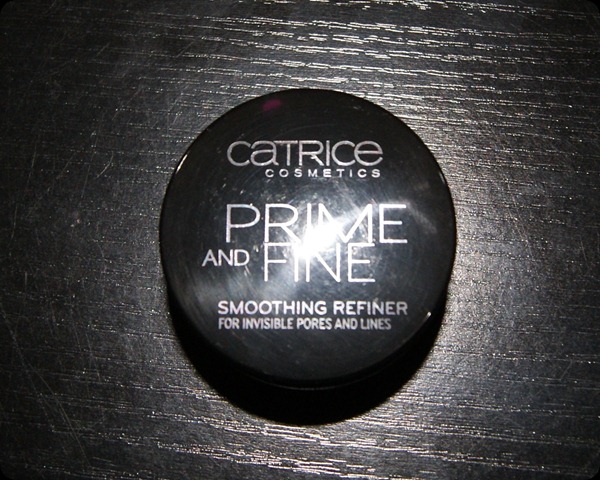 CATRICE
COSMETICS
PRIME
AND FINE
SMOOTHING REFINER
FOR INVISIBLE PORES AND LINES